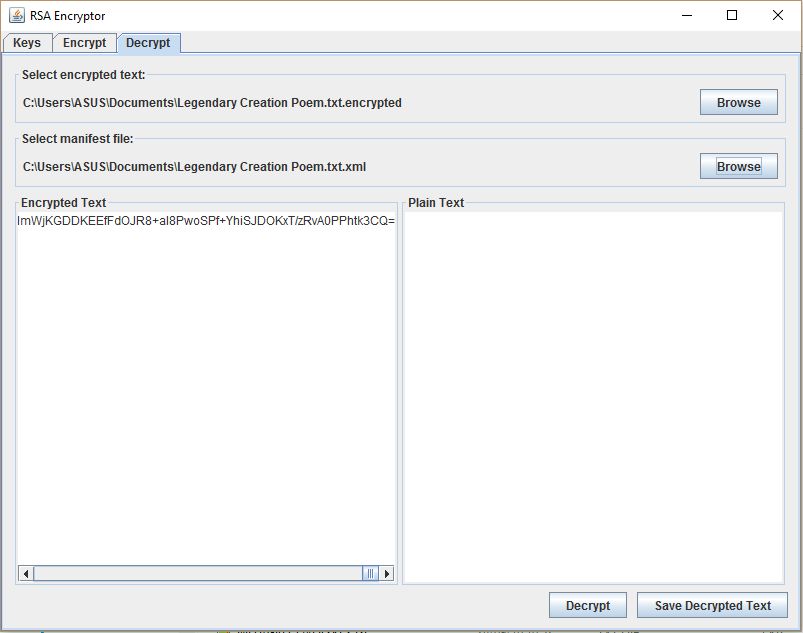 RSA Encryptor
Keys Encrypt Decrypt
Select encrypted text:
C:\Users\ASUS\Documents\Legendary Creation Poem.txt.encrypted
Browse
Select manifest file:
C:\Users\ASUS\Documents\Legendary Creation Poem.txt.xml
Browse
Encrypted Text
lmWjKGDDKEEfFdOJR8+al8PwoSPf+YhiSJDOKxT/zRvA0PPhtk3CQ=
Plain Text
Decrypt Save Decrypted Text